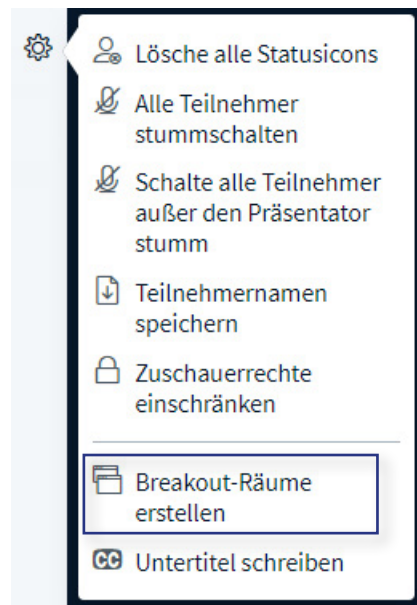 Lösche alle Statusicons
Alle Teilnehmer
stummschalten
Schalte alle Teilnehmer
außer den Präsentator
stumm
Teilnehmernamen
speichern
Zuschauerrechte
einschränken
Breakout-Räume
erstellen
CC Untertitel schreiben